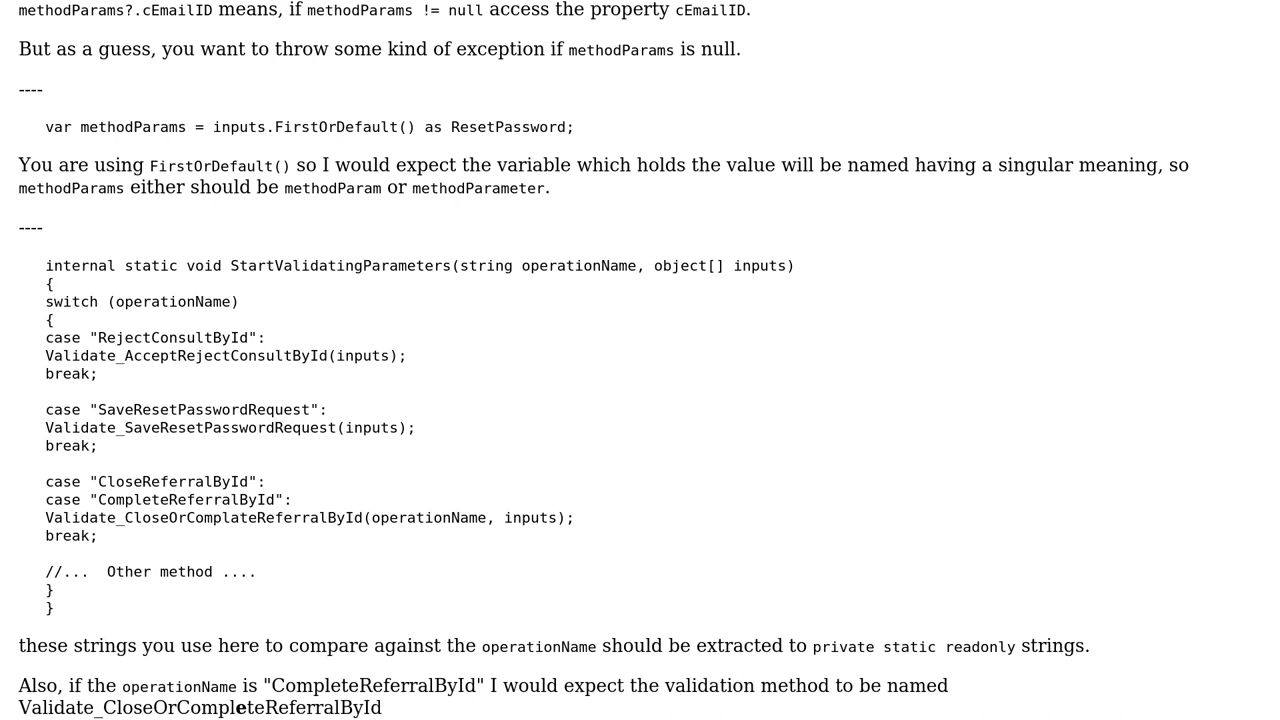 methodParams?.cEmailID means, if methodParams != null access the property cEmailID.
But as a guess, you want to throw some kind of exception if methodParams is null.
----
var methodParams = inputs.FirstOrDefault() as ResetPassword;
You are using FirstOrDefault() so I would expect the variable which holds the value will be named having a singular meaning, so
methodParams either should be methodParam or methodParameter.
----
internal static void StartValidatingParameters(string operationName, object[] inputs)
{
switch (operationName)
{
case "RejectConsultById":
Validate_AcceptRejectConsultById(inputs);
break;
case "SaveResetPasswordRequest":
Validate_SaveResetPasswordRequest(inputs);
break;
case "CloseReferralById":
case "CompleteReferralById":
Validate_CloseOrComplateReferralById(operationName, inputs);
break;
//...  Other method ....
}
}
these strings you use here to compare against the operationName should be extracted to private static readonly strings.
Also, if the operationName is "CompleteReferralById" I would expect the validation method to be named
Validate_CloseOrCompleteReferralById